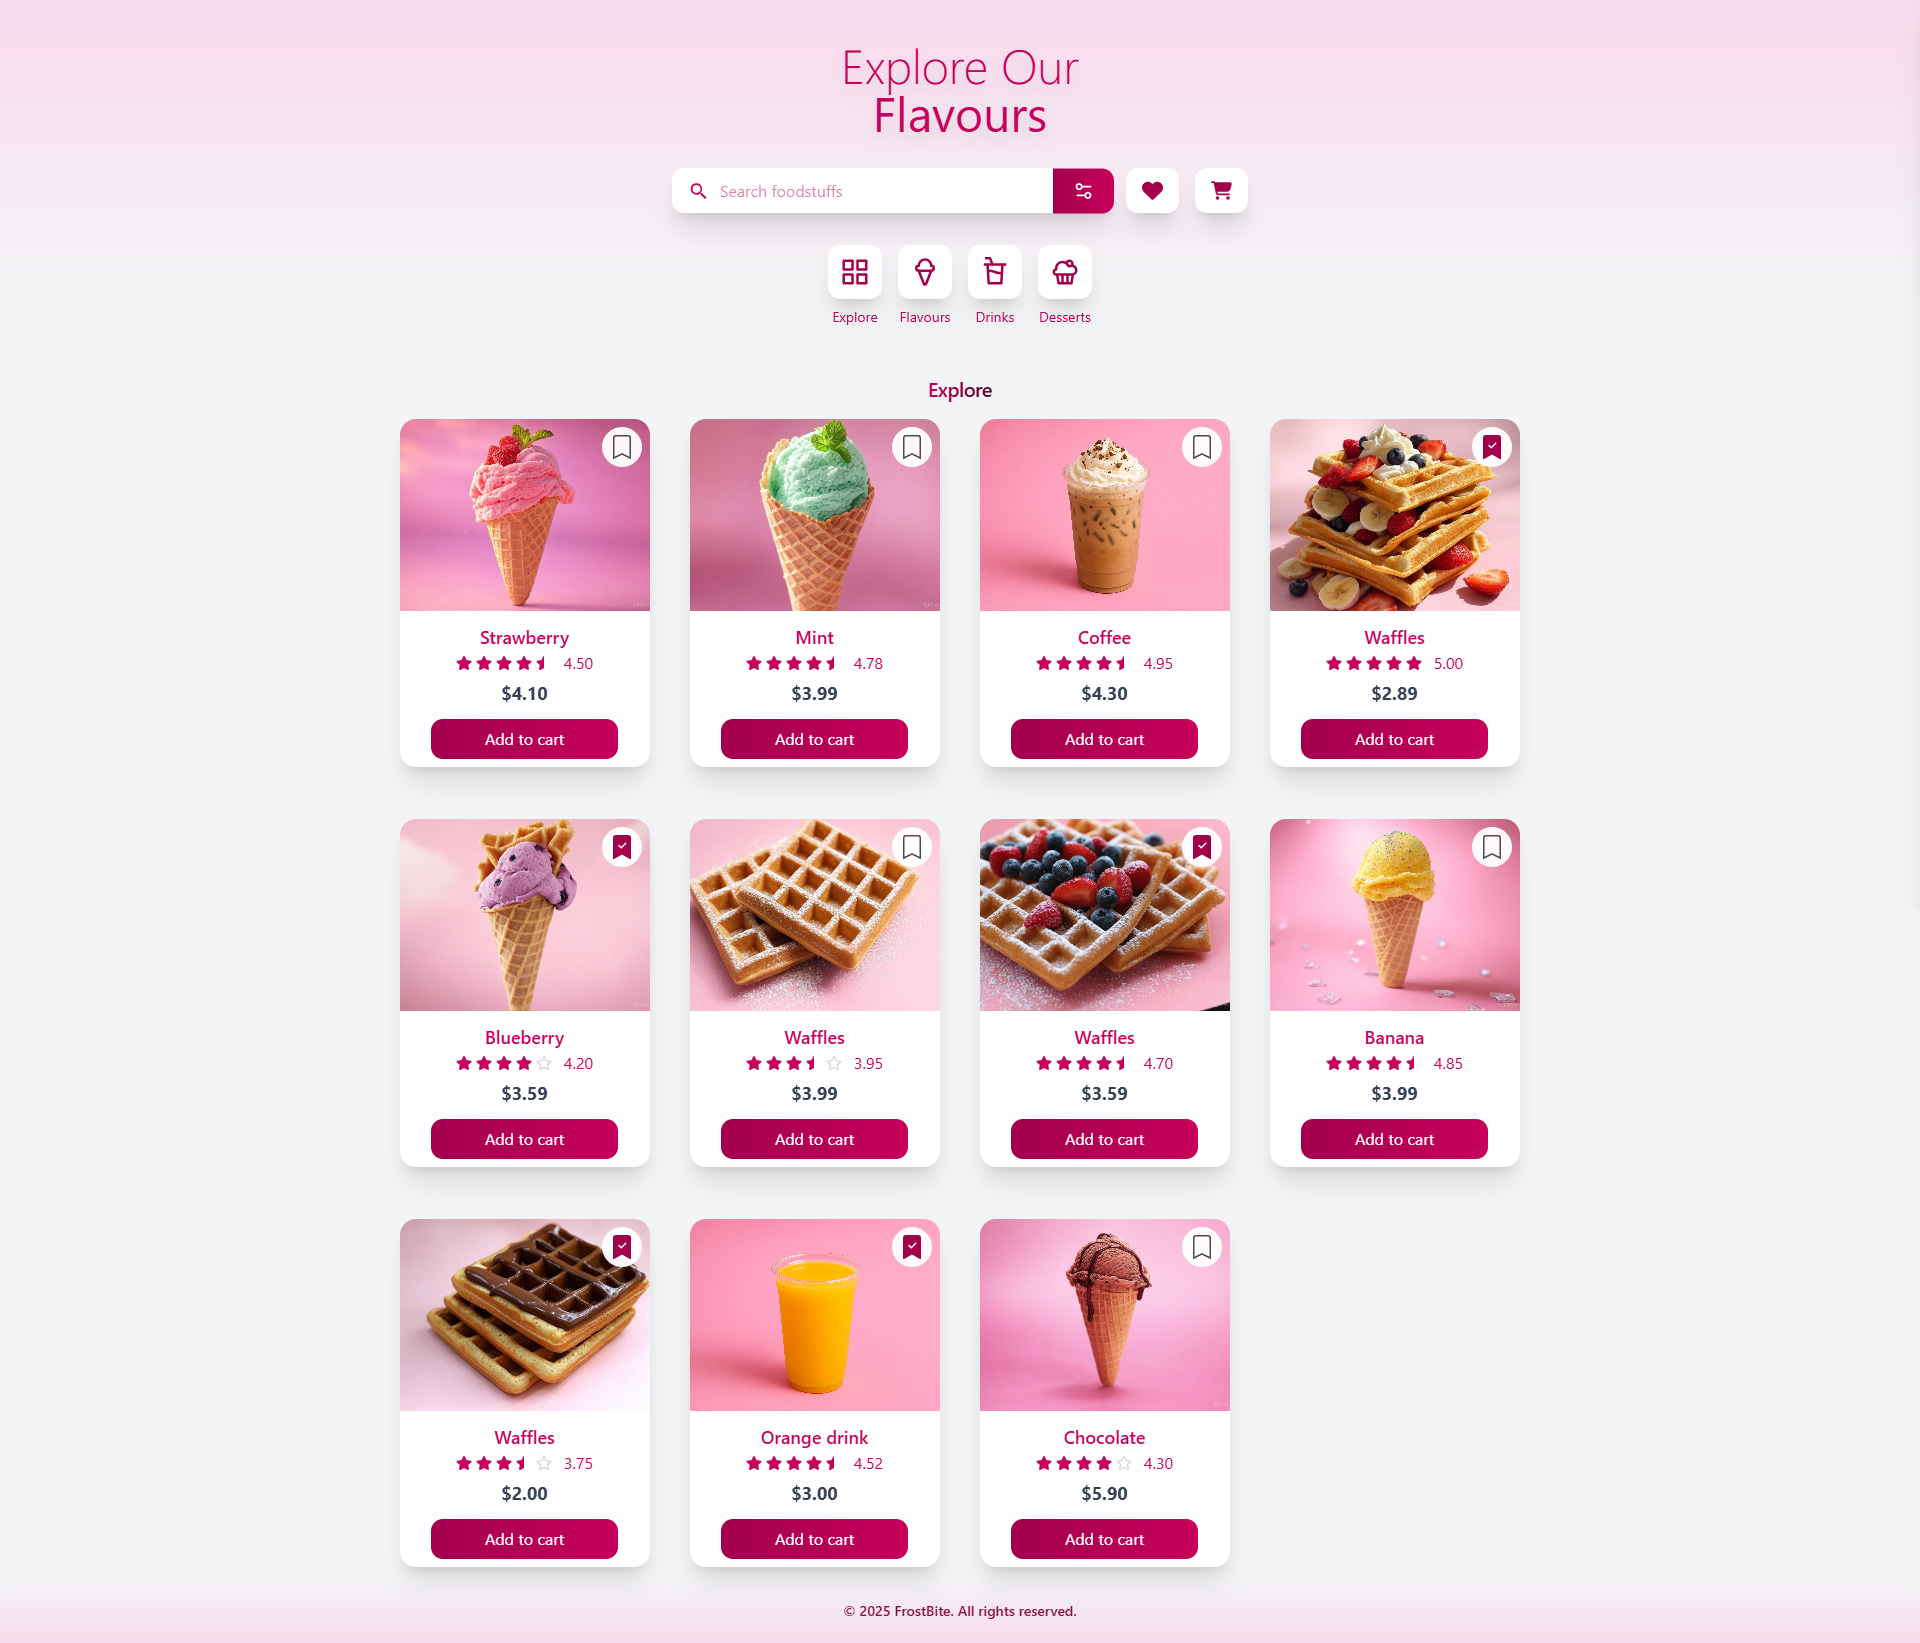 Explore Our
Flavours
Search foodstuffs
Explore Flavours Drinks Desserts
Explore
Strawberry
4.50
$4.10
Add to cart
Mint
4.78
$3.99
Add to cart
Coffee
4.95
$4.30
Add to cart
Waffles
5.00
$2.89
Add to cart
Blueberry
4.20
$3.59
Add to cart
Waffles
3.95
$3.99
Add to cart
Waffles
4.70
$3.59
Add to cart
Banana
4.85
$3.99
Add to cart
Waffles
3.75
$2.00
Add to cart
Orange drink
4.52
$3.00
Add to cart
Chocolate
4.30
$5.90
Add to cart
© 2025 FrostBite. All rights reserved.